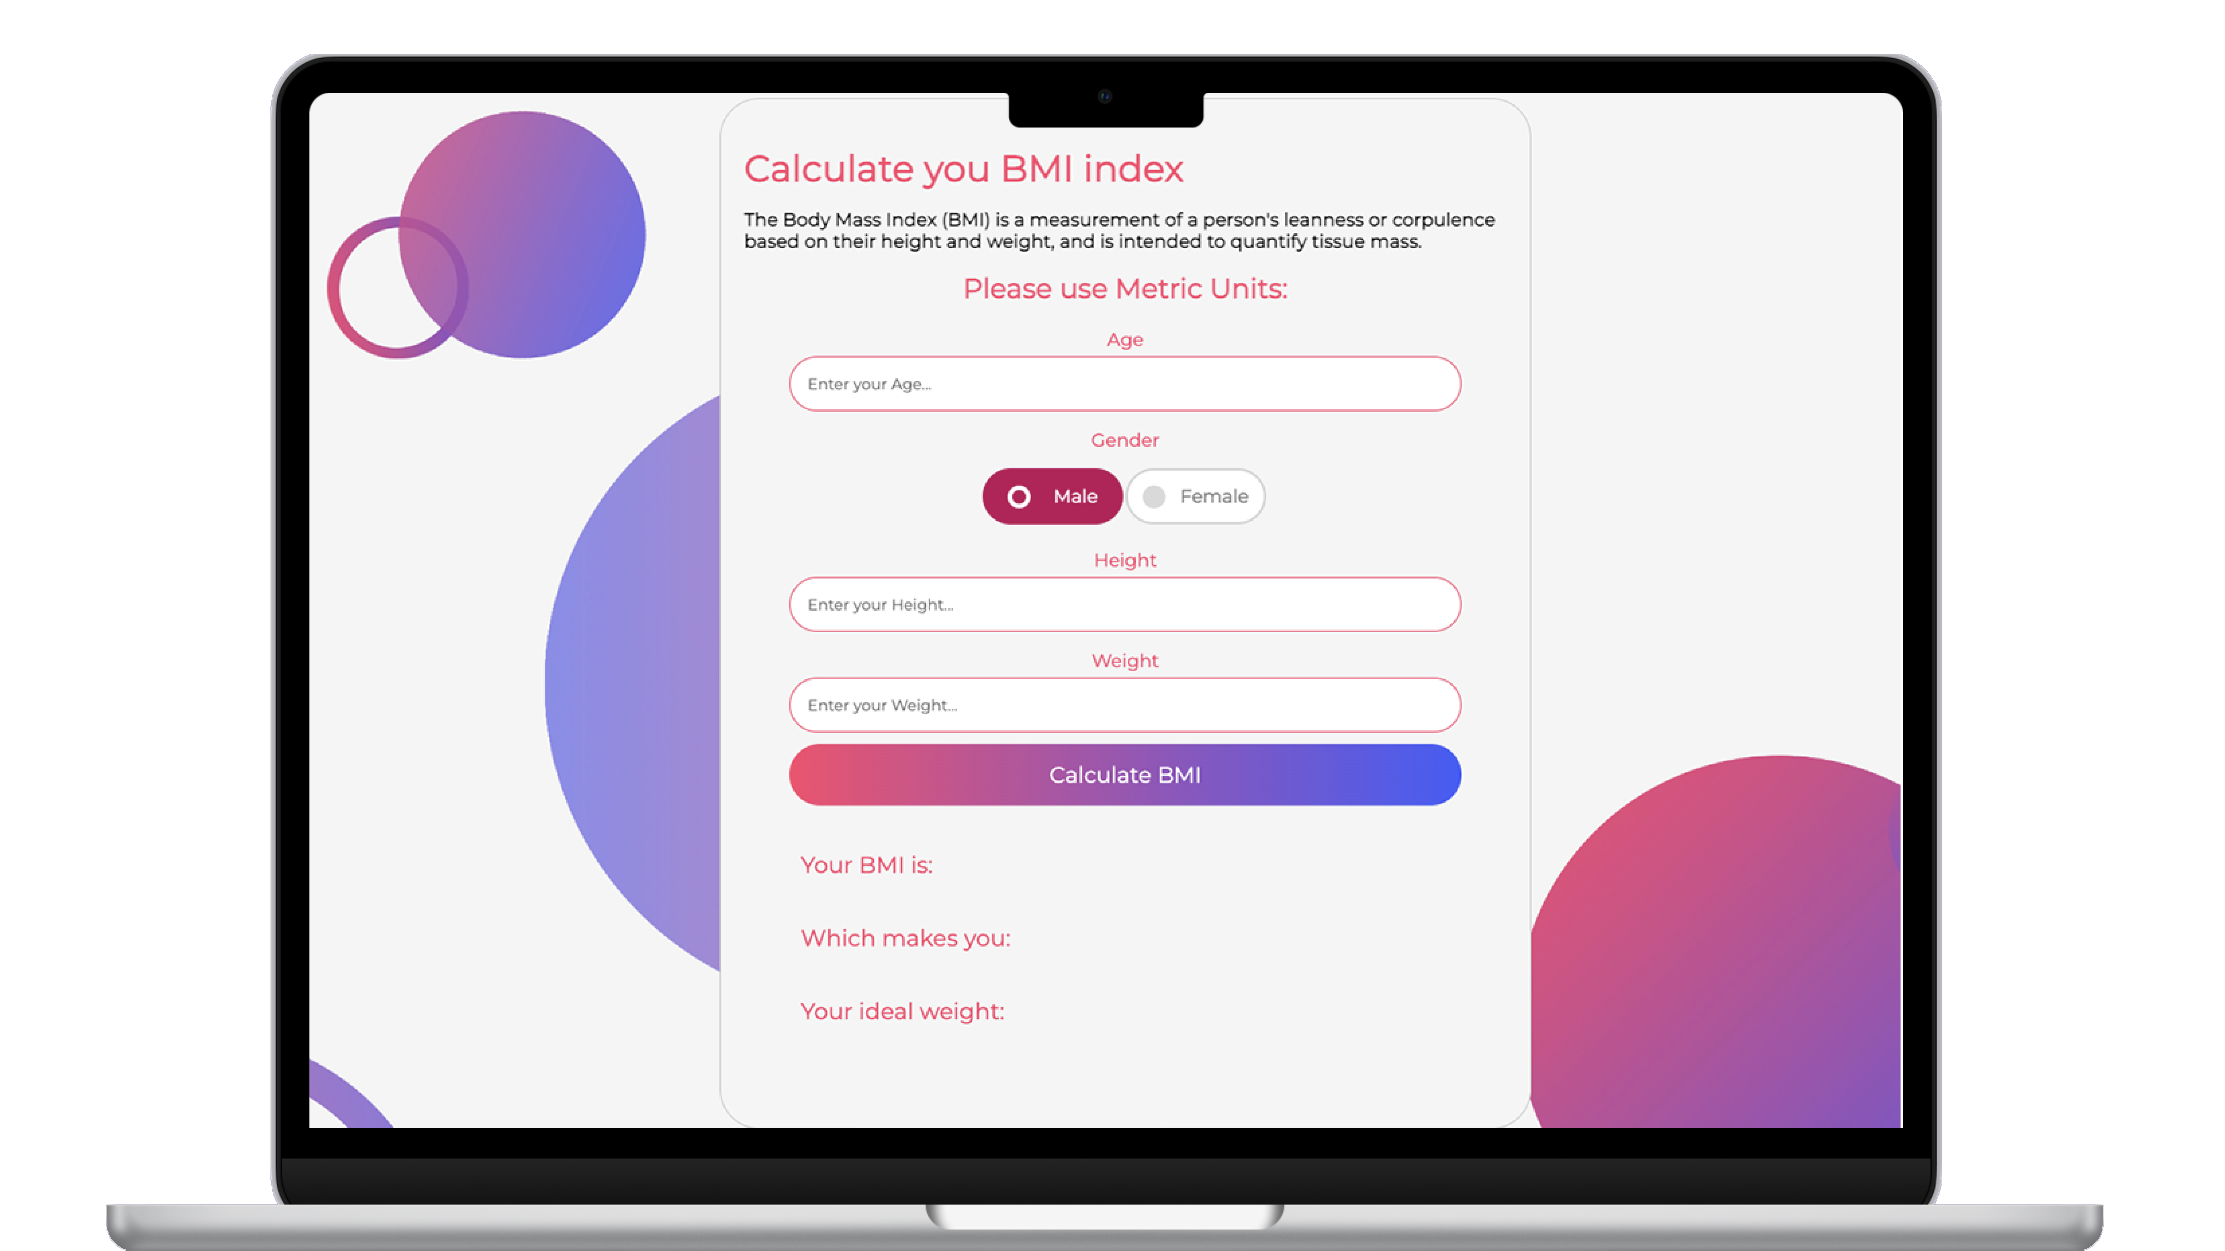 Calculate you BMI index
The Body Mass Index (BMI) is a measurement of a person's leanness or corpulence
based on their height and weight, and is intended to quantify tissue mass.
Please use Metric Units:
Age
Enter your Age...
Gender
Male Female
Height
Enter your Height...
Weight
Enter your Weight...
Calculate BMI
Your BMI is:
Which makes you:
Your ideal weight: